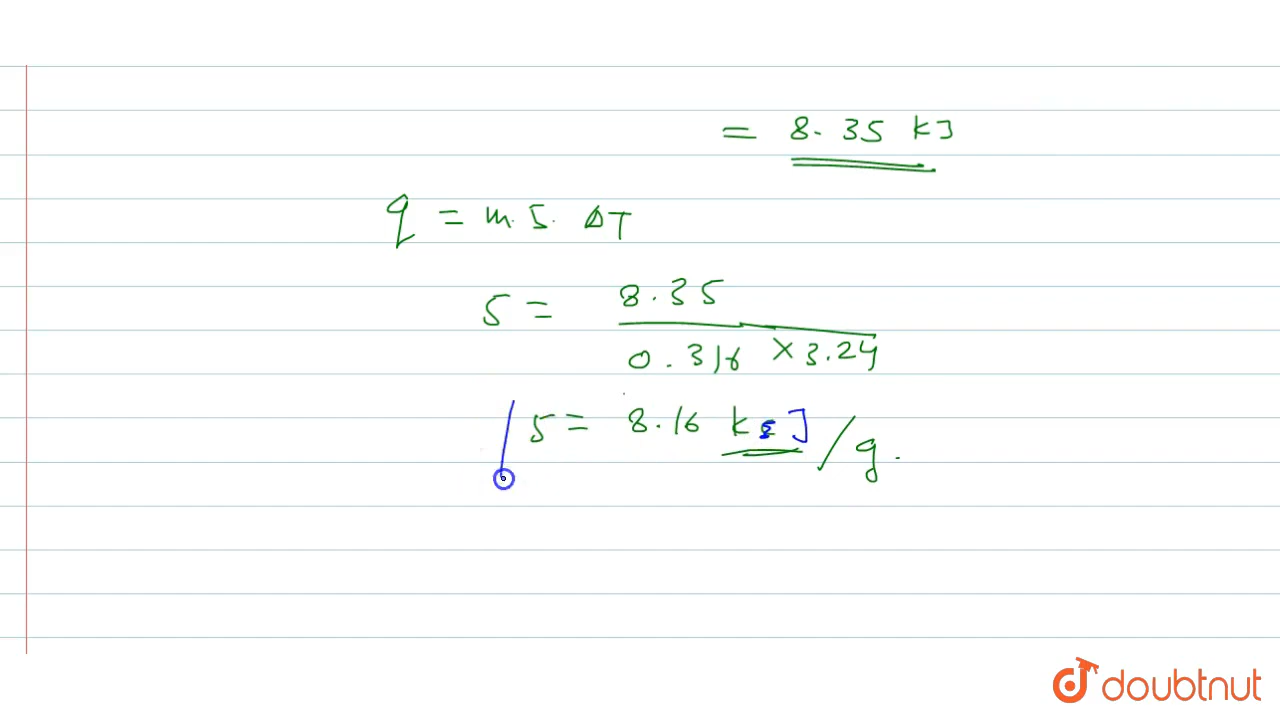 = 8.35 kJ
q = m.s. ΔT
s = 8.35
0.316 × 3.24
s = 8.16 kJ/g.
doubtnut